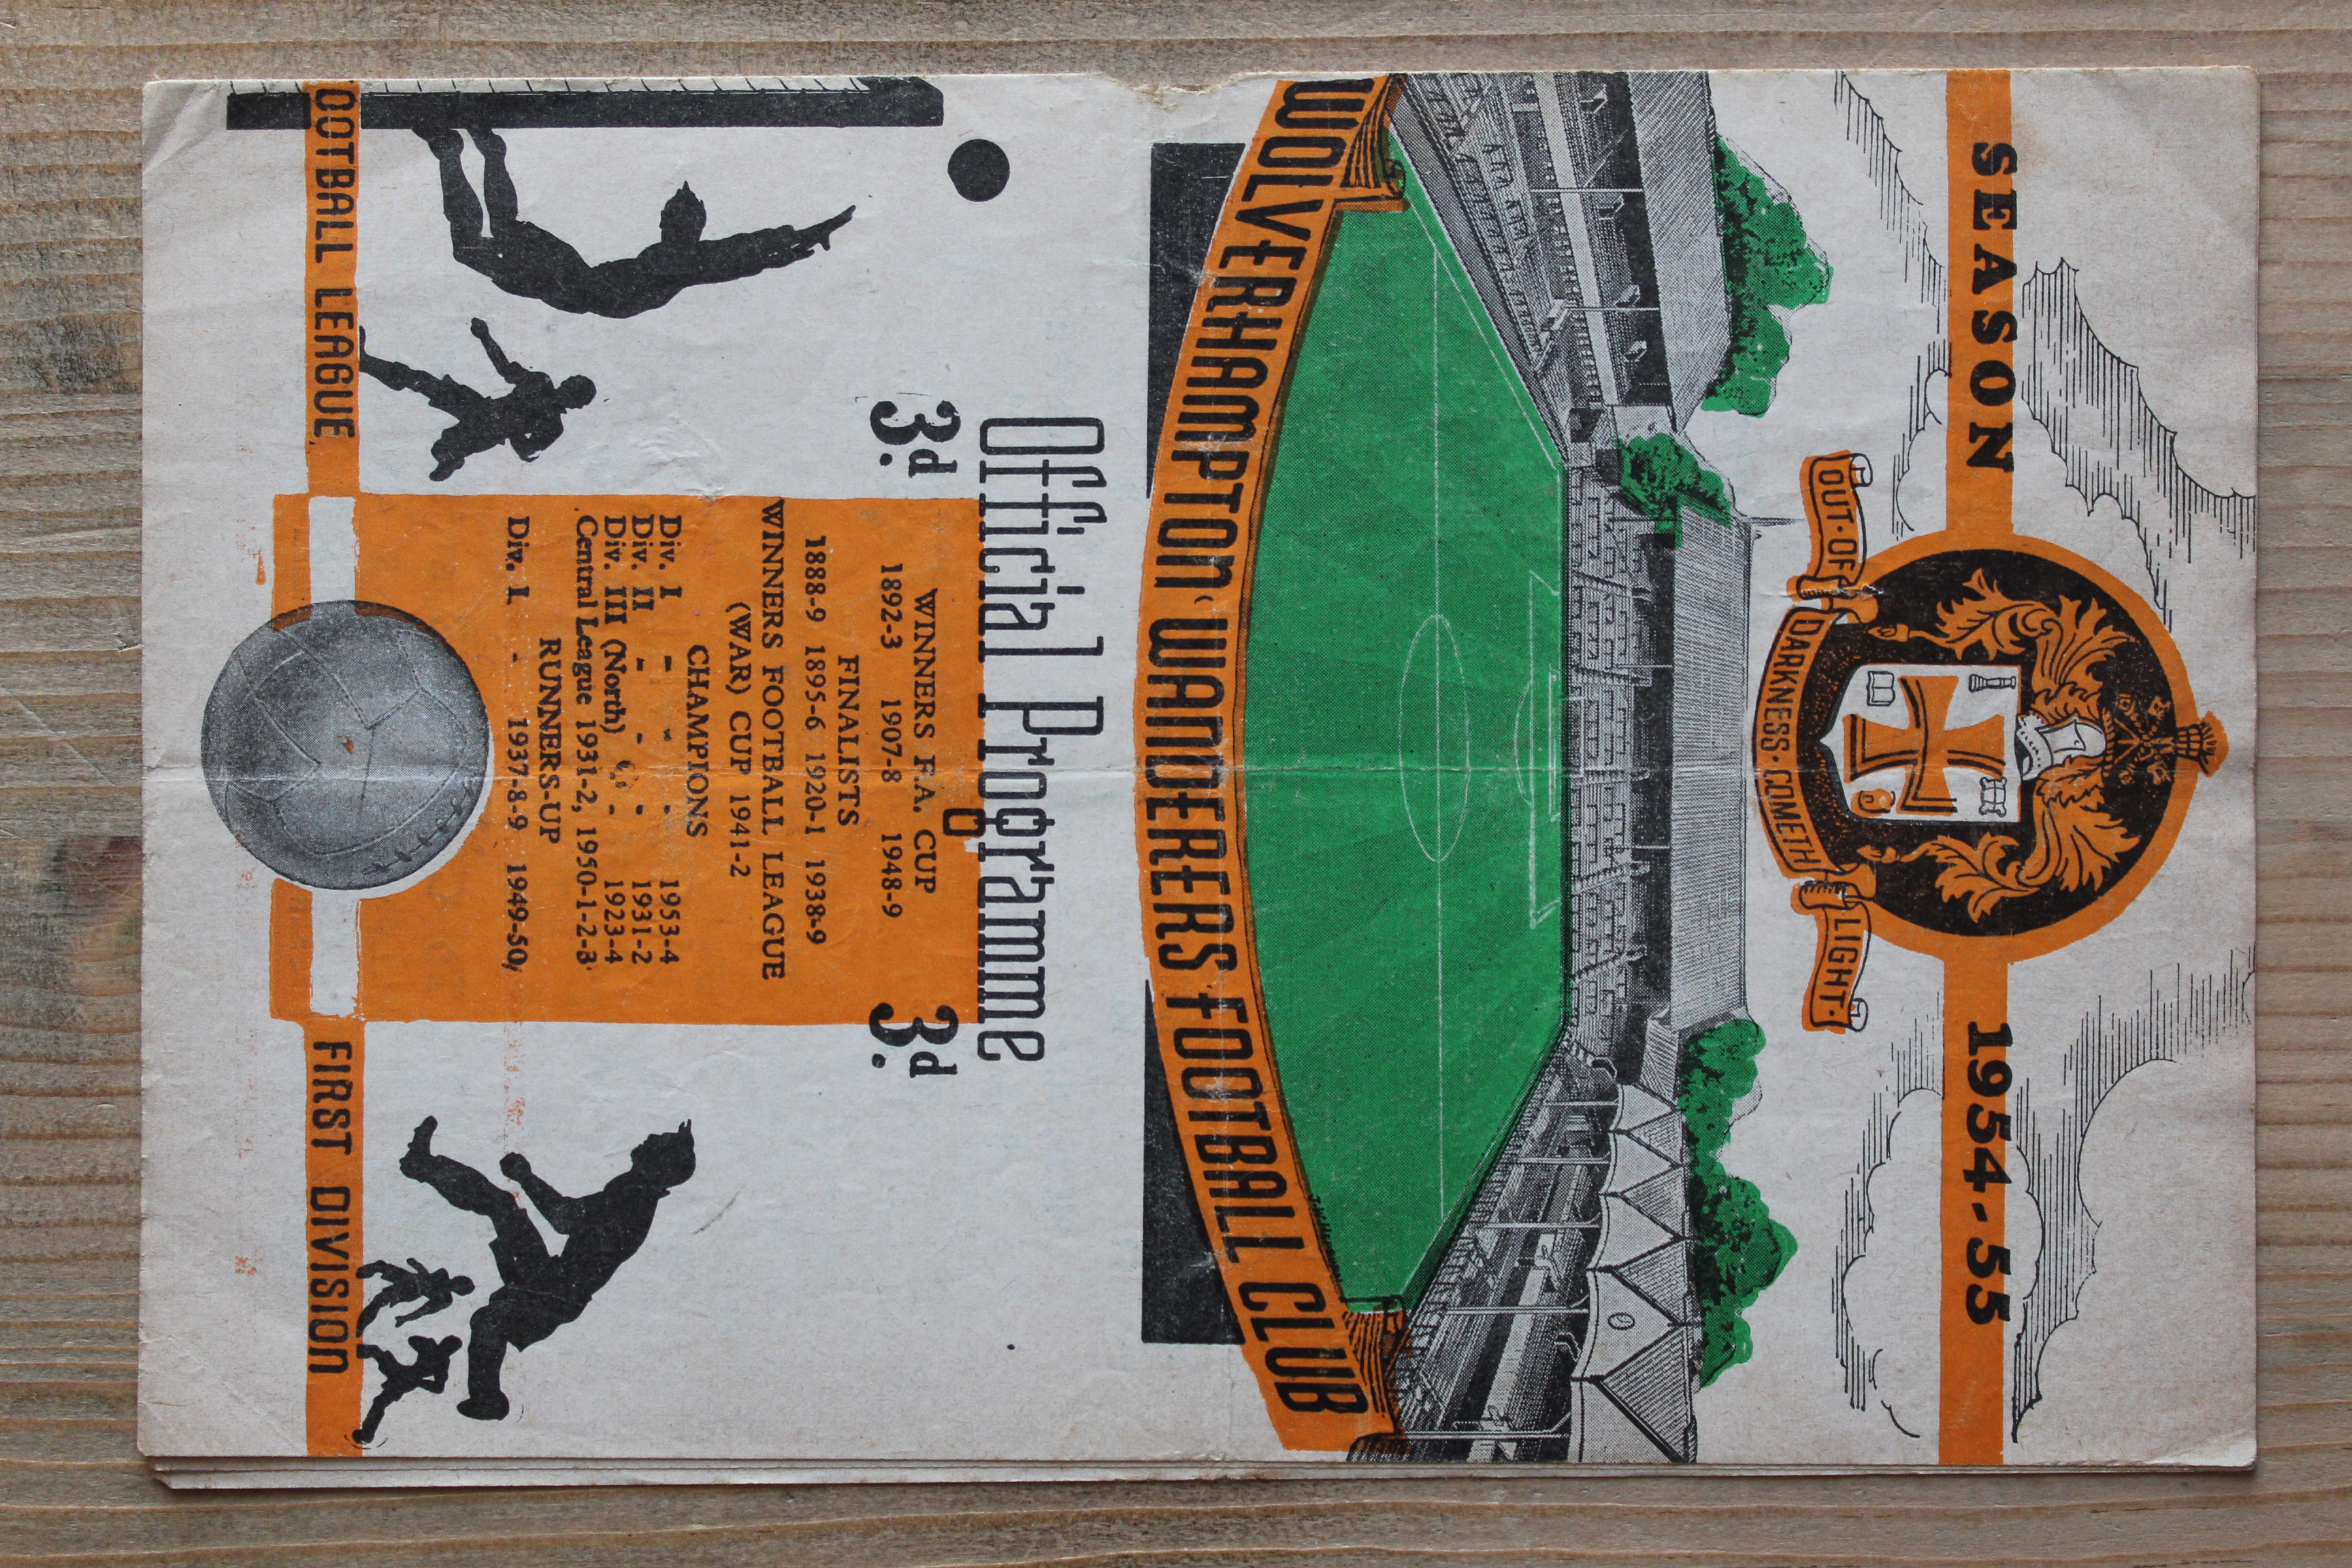 SEASON 1954-55
OUT·OF DARKNESS·COMETH LIGHT·
WOLVERHAMPTON WANDERERS FOOTBALL CLUB
Official Programme
3d. 3d.
WINNERS F.A. CUP
1892-3 1907-8 1948-9
FINALISTS
1888-9 1895-6 1920-1 1938-9
WINNERS FOOTBALL LEAGUE
(WAR) CUP 1941-2
CHAMPIONS
Div. I - - - 1953-4
Div. II - - - 1931-2
Div. III (North) - - 1923-4
Central League 1931-2, 1950-1-2-3
RUNNERS-UP
Div. I. - 1937-8-9 1949-50
FOOTBALL LEAGUE FIRST DIVISION